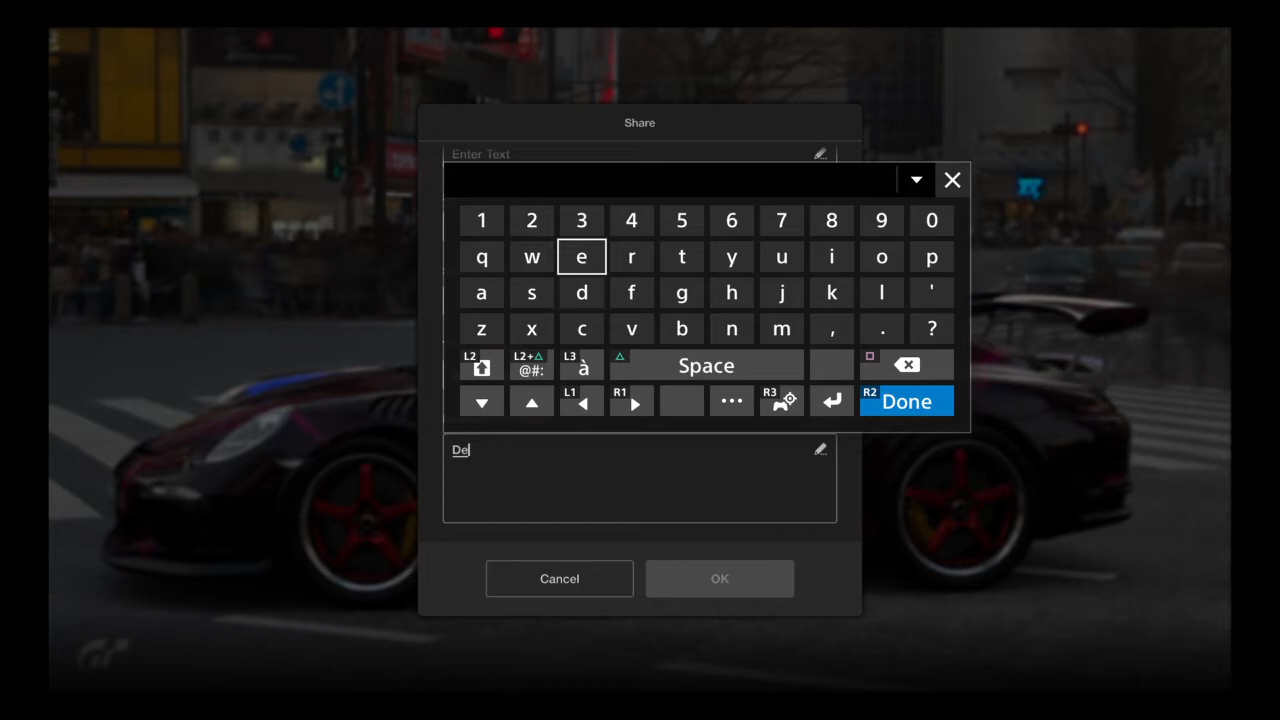 Share
Enter Text
1 2 3 4 5 6 7 8 9 0
q w e r t y u i o p
a s d f g h j k l '
z x c v b n m , . ?
L2 L2+△ @#: L3 à △ Space □
L1 R1 ... R3 R2 Done
De
Cancel OK
GT